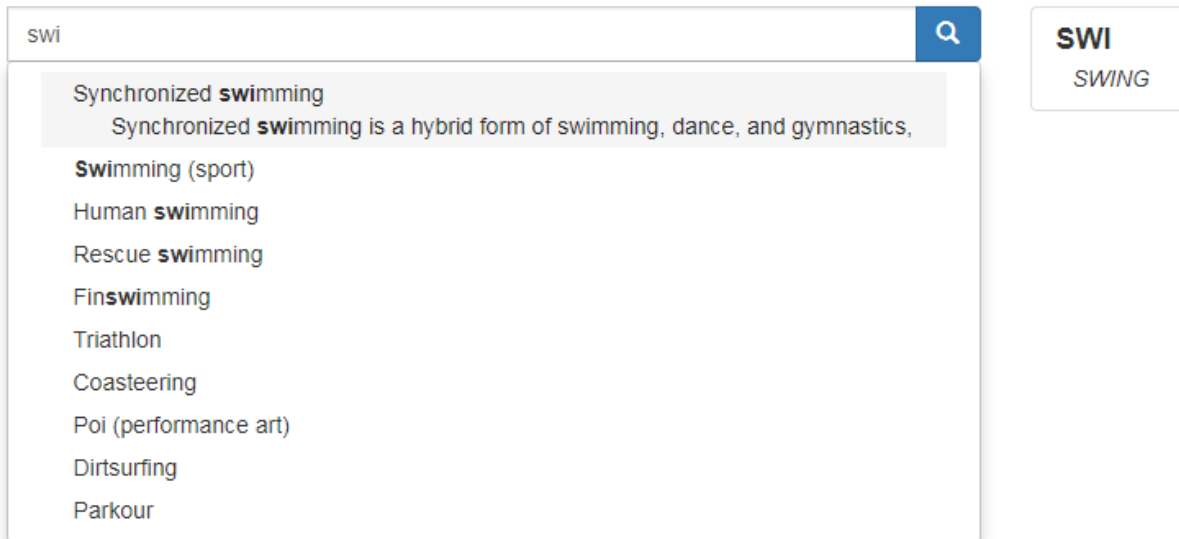 swi
Synchronized swimming
Synchronized swimming is a hybrid form of swimming, dance, and gymnastics,
Swimming (sport)
Human swimming
Rescue swimming
Finswimming
Triathlon
Coasteering
Poi (performance art)
Dirtsurfing
Parkour
SWI
SWING